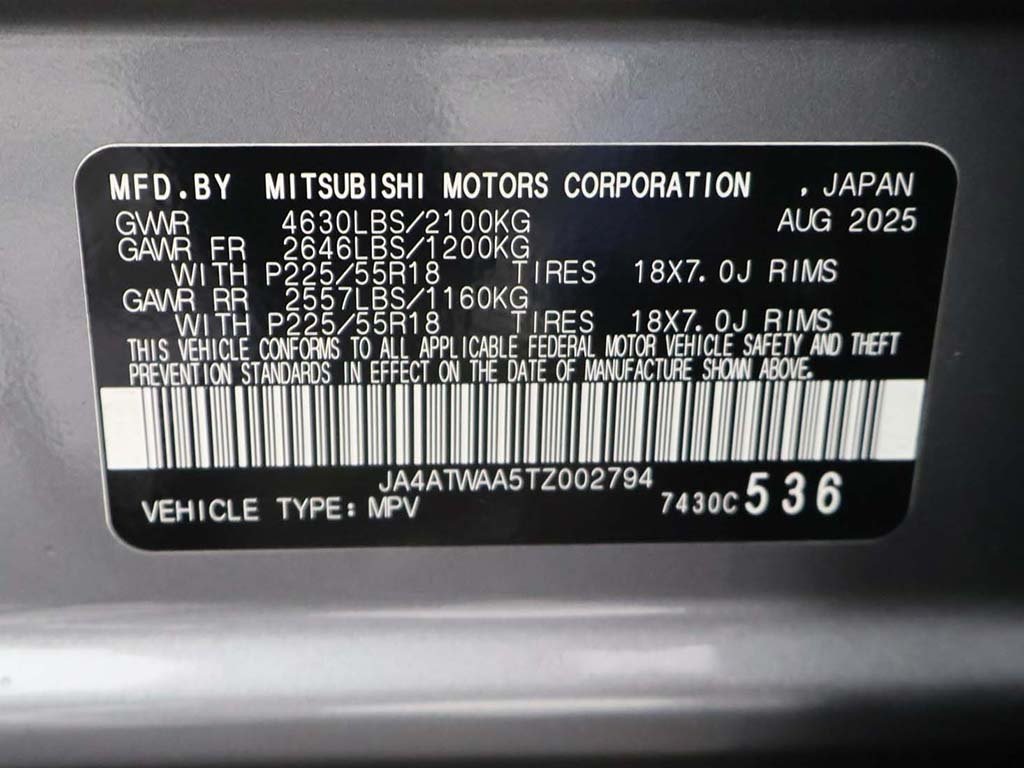 MFD.BY MITSUBISHI MOTORS CORPORATION , JAPAN
GVWR 4630LBS/2100KG AUG 2025
GAWR FR 2646LBS/1200KG
WITH P225/55R18 TIRES 18X7.0J RIMS
GAWR RR 2557LBS/1160KG
WITH P225/55R18 TIRES 18X7.0J RIMS
THIS VEHICLE CONFORMS TO ALL APPLICABLE FEDERAL MOTOR VEHICLE SAFETY AND THEFT
PREVENTION STANDARDS IN EFFECT ON THE DATE OF MANUFACTURE SHOWN ABOVE.
JA4ATWAA5TZ002794
VEHICLE TYPE: MPV 7430C 536